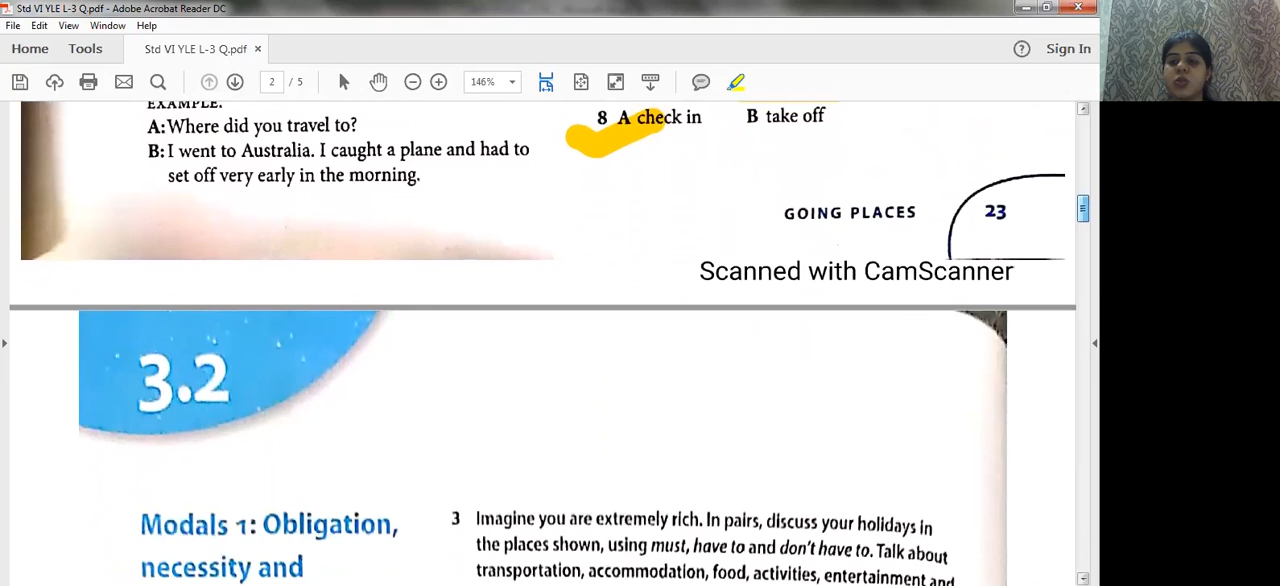 Std VI YLE L-3 Q.pdf - Adobe Acrobat Reader DC
File Edit View Window Help
Home Tools Std VI YLE L-3 Q.pdf × Sign In
2 / 5 146%
EXAMPLE:
A: Where did you travel to?
B: I went to Australia. I caught a plane and had to
set off very early in the morning.
8 A check in B take off
GOING PLACES 23
Scanned with CamScanner
3.2
Modals 1: Obligation,
necessity and
3 Imagine you are extremely rich. In pairs, discuss your holidays in
the places shown, using must, have to and don't have to. Talk about
transportation, accommodation, food, activities, entertainment and